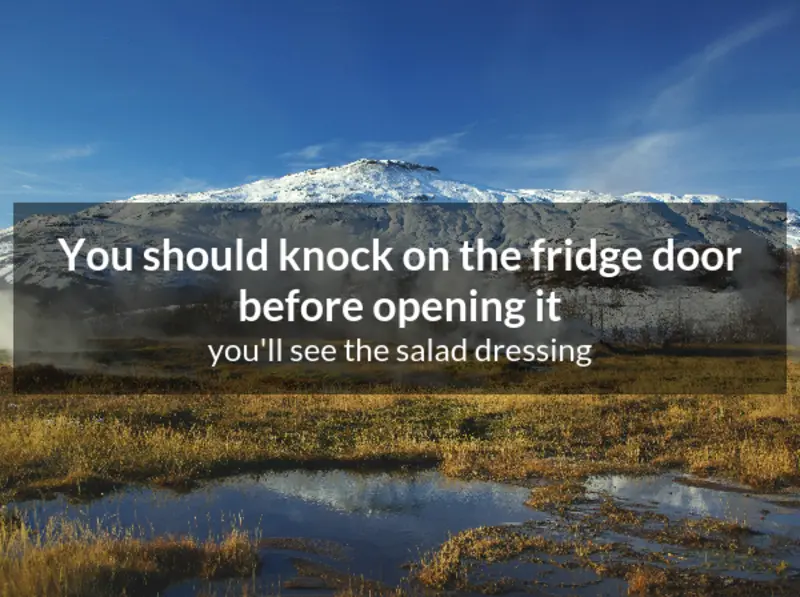 You should knock on the fridge door
before opening it
you'll see the salad dressing